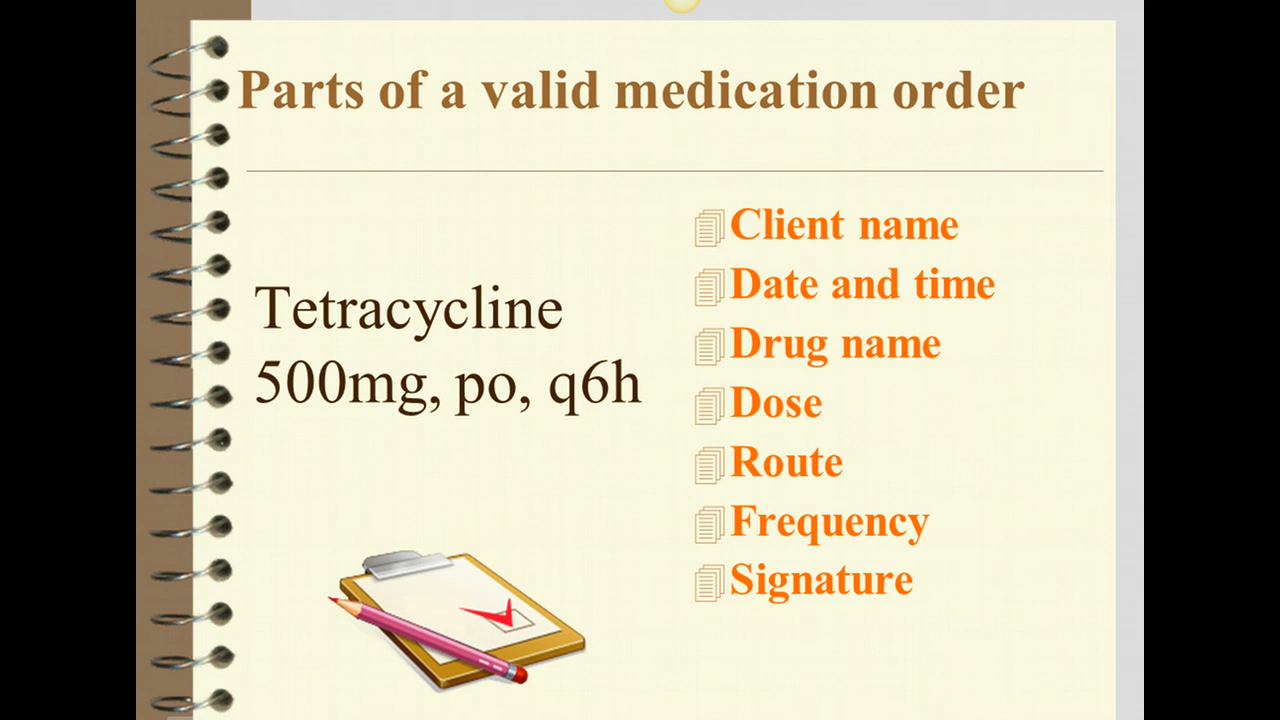 Parts of a valid medication order
Tetracycline
500mg, po, q6h
Client name
Date and time
Drug name
Dose
Route
Frequency
Signature